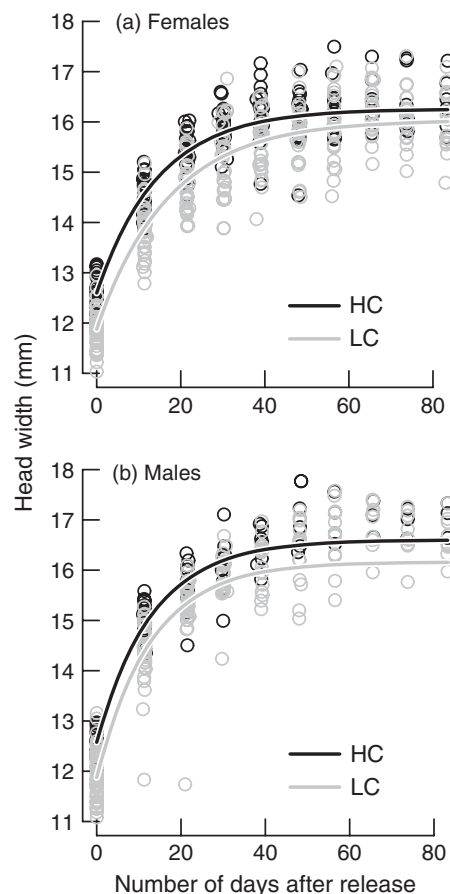 (a) Females
18
17
16
15
14
13
12
11
HC
LC
0 20 40 60 80
Head width (mm)
(b) Males
18
17
16
15
14
13
12
11
HC
LC
0 20 40 60 80
Number of days after release